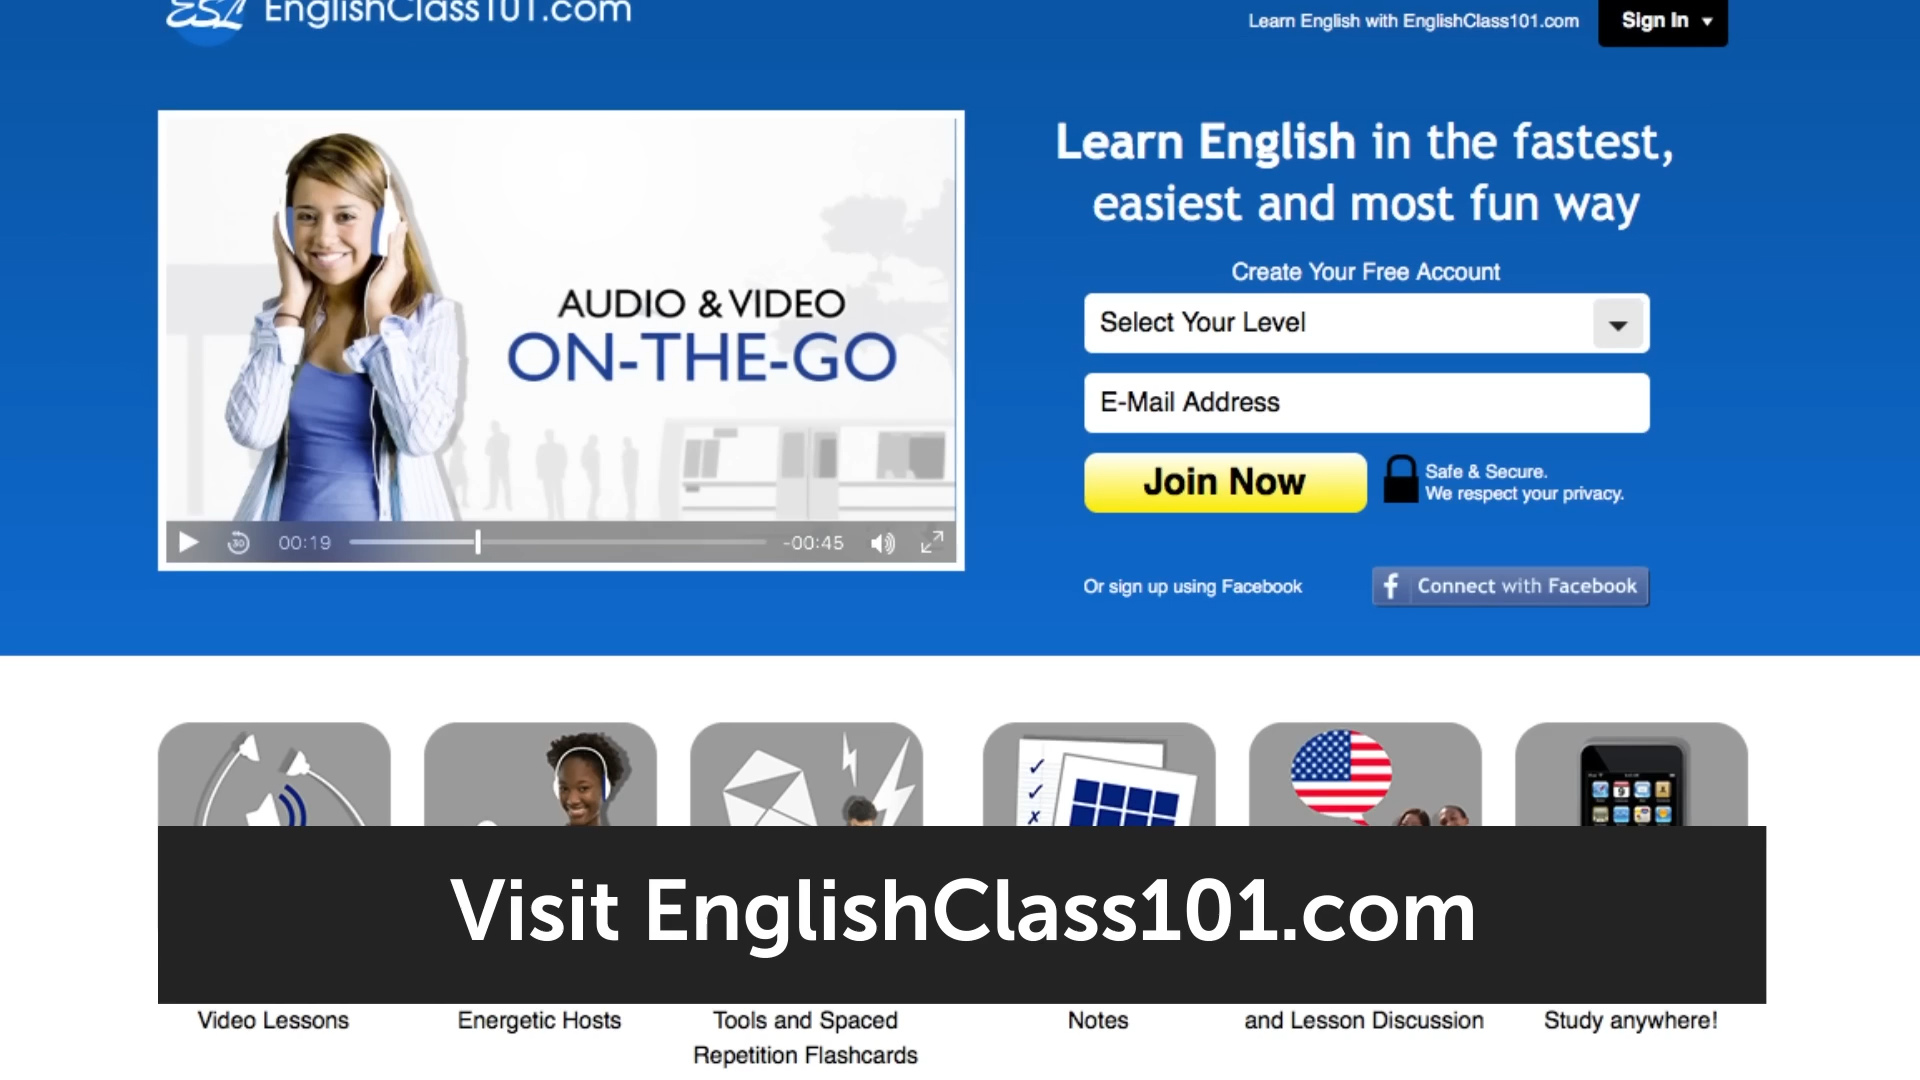 ESL EnglishClass101.com
Learn English with EnglishClass101.com
Sign In
Learn English in the fastest,
easiest and most fun way
AUDIO & VIDEO
ON-THE-GO
30
00:19
-00:45
Create Your Free Account
Select Your Level
E-Mail Address
Join Now
Safe & Secure.
We respect your privacy.
Or sign up using Facebook
f Connect with Facebook
Visit EnglishClass101.com
Video Lessons
Energetic Hosts
Tools and Spaced
Repetition Flashcards
Notes
and Lesson Discussion
Study anywhere!